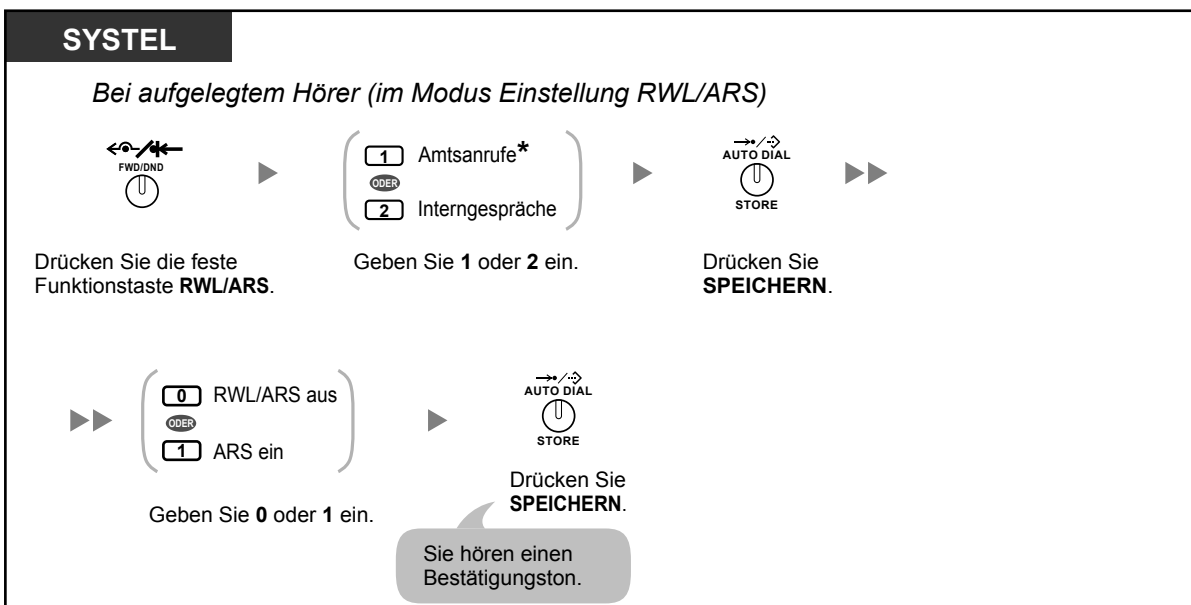 SYSTEL
Bei aufgelegtem Hörer (im Modus Einstellung RWL/ARS)
FWD/DND
1 Amtsanrufe*
ODER
2 Interngespräche
AUTO DIAL
STORE
Drücken Sie die feste
Funktionstaste RWL/ARS.
Geben Sie 1 oder 2 ein.
Drücken Sie
SPEICHERN.
0 RWL/ARS aus
ODER
1 ARS ein
AUTO DIAL
STORE
Geben Sie 0 oder 1 ein.
Drücken Sie
SPEICHERN.
Sie hören einen
Bestätigungston.